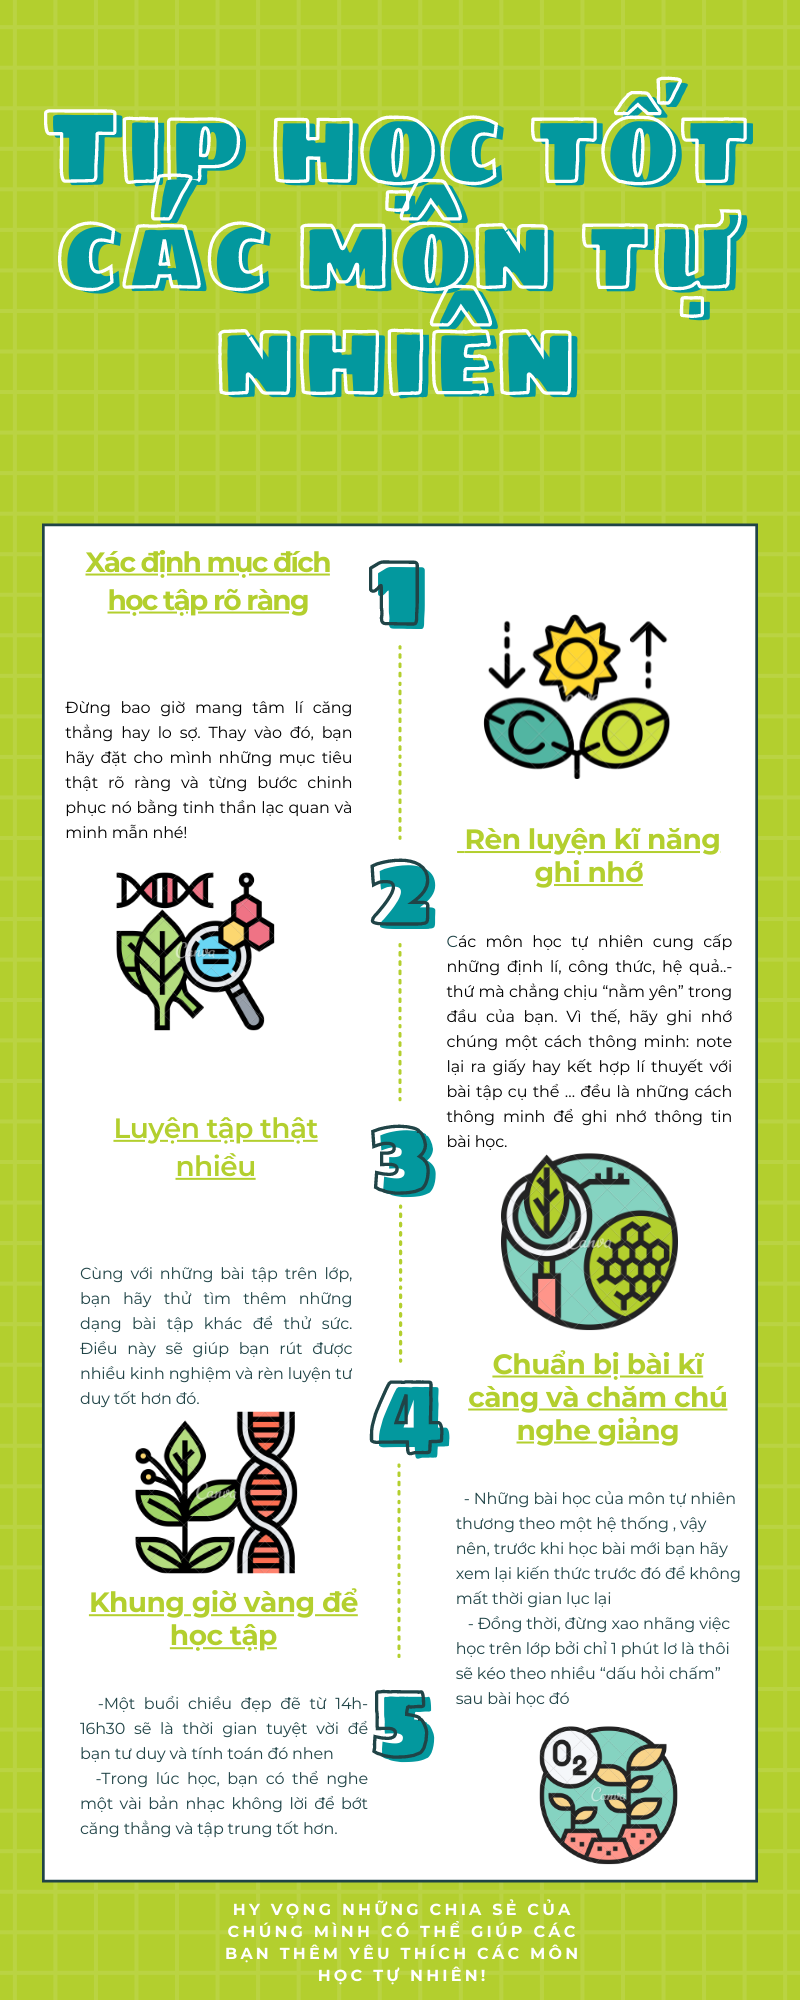 TIP HỌC TỐT
CÁC MÔN TỰ
NHIÊN
1
Xác định mục đích
học tập rõ ràng
Đừng bao giờ mang tâm lí căng
thẳng hay lo sợ. Thay vào đó, bạn
hãy đặt cho mình những mục tiêu
thật rõ ràng và từng bước chinh
phục nó bằng tinh thần lạc quan và
minh mẫn nhé!
C O
2
Rèn luyện kĩ năng
ghi nhớ
Các môn học tự nhiên cung cấp
những định lí, công thức, hệ quả..-
thứ mà chẳng chịu “nằm yên” trong
đầu của bạn. Vì thế, hãy ghi nhớ
chúng một cách thông minh: note
lại ra giấy hay kết hợp lí thuyết với
bài tập cụ thể ... đều là những cách
thông minh để ghi nhớ thông tin
bài học.
Canva
3
Luyện tập thật
nhiều
Cùng với những bài tập trên lớp,
bạn hãy thử tìm thêm những
dạng bài tập khác để thử sức.
Điều này sẽ giúp bạn rút được
nhiều kinh nghiệm và rèn luyện tư
duy tốt hơn đó.
Canva
4
Chuẩn bị bài kĩ
càng và chăm chú
nghe giảng
- Những bài học của môn tự nhiên
thương theo một hệ thống , vậy
nên, trước khi học bài mới bạn hãy
xem lại kiến thức trước đó để không
mất thời gian lục lại
- Đồng thời, đừng xao nhãng việc
học trên lớp bởi chỉ 1 phút lơ là thôi
sẽ kéo theo nhiều “dấu hỏi chấm”
sau bài học đó
Canva
5
Khung giờ vàng để
học tập
-Một buổi chiều đẹp đẽ từ 14h-
16h30 sẽ là thời gian tuyệt vời để
bạn tư duy và tính toán đó nhen
-Trong lúc học, bạn có thể nghe
một vài bản nhạc không lời để bớt
căng thẳng và tập trung tốt hơn.
O2
Canva
HY VỌNG NHỮNG CHIA SẺ CỦA
CHÚNG MÌNH CÓ THỂ GIÚP CÁC
BẠN THÊM YÊU THÍCH CÁC MÔN
HỌC TỰ NHIÊN!